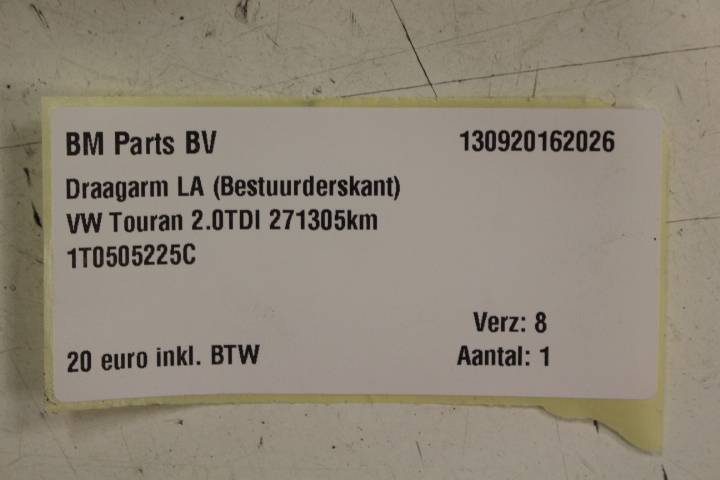 BM Parts BV 130920162026
Draagarm LA (Bestuurderskant)
VW Touran 2.0TDI 271305km
1T0505225C
Verz: 8
20 euro inkl. BTW Aantal: 1